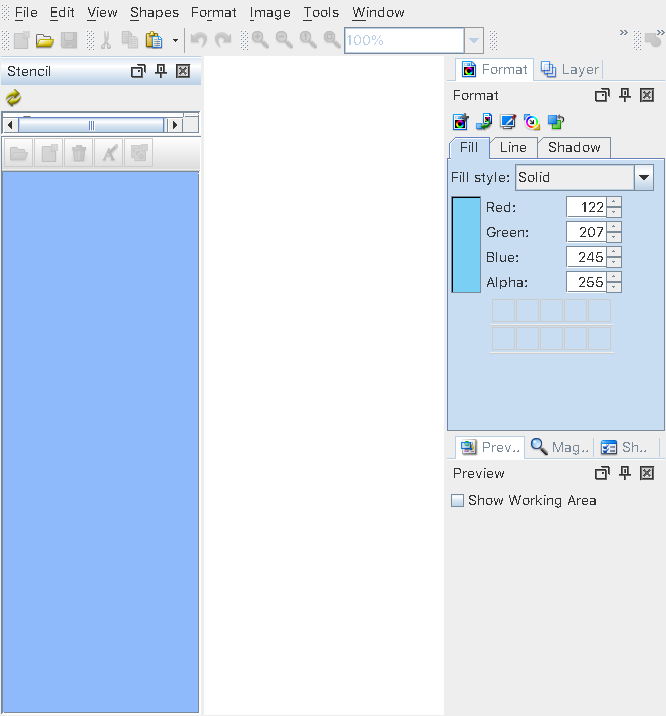 File Edit View Shapes Format Image Tools Window
100%
Stencil
Format Layer
Format
Fill Line Shadow
Fill style: Solid
Red: 122
Green: 207
Blue: 245
Alpha: 255
Prev.. Mag.. Sh..
Preview
Show Working Area